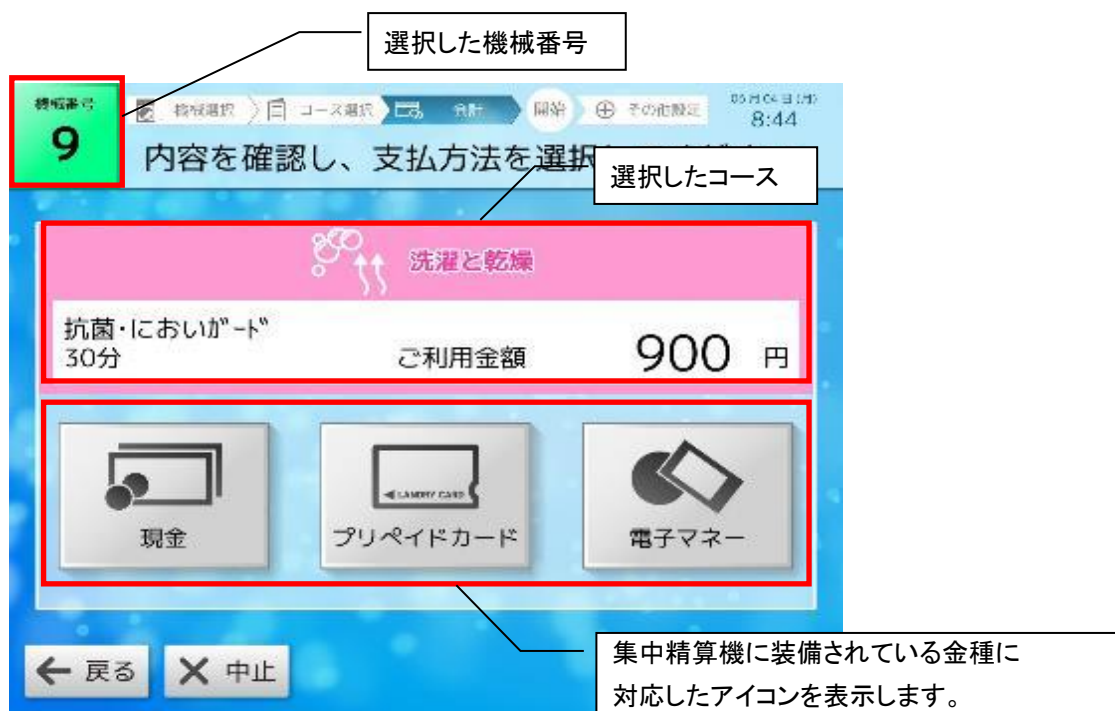 選択した機械番号
機械番号
9
機械選択
コース選択
会計
開始
その他設定
8:44
内容を確認し、支払方法を選択
選択したコース
洗濯と乾燥
抗菌・においｶﾞｰﾄﾞ
30分
ご利用金額
900 円
LANDRY CARD
現金
プリペイドカード
電子マネー
集中精算機に装備されている金種に
対応したアイコンを表示します。
← 戻る
× 中止